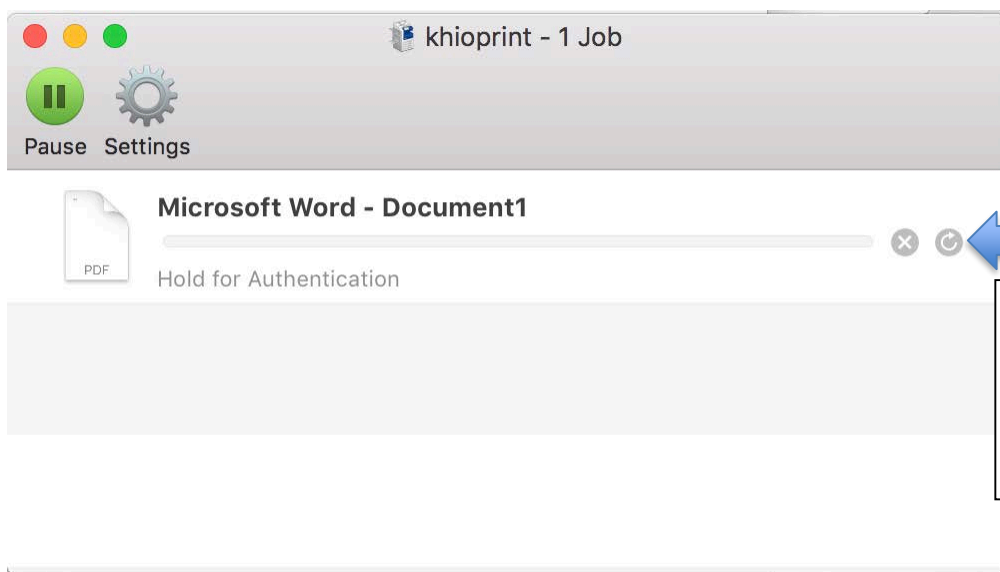 khioprint - 1 Job
Pause Settings
Microsoft Word - Document1
PDF
Hold for Authentication